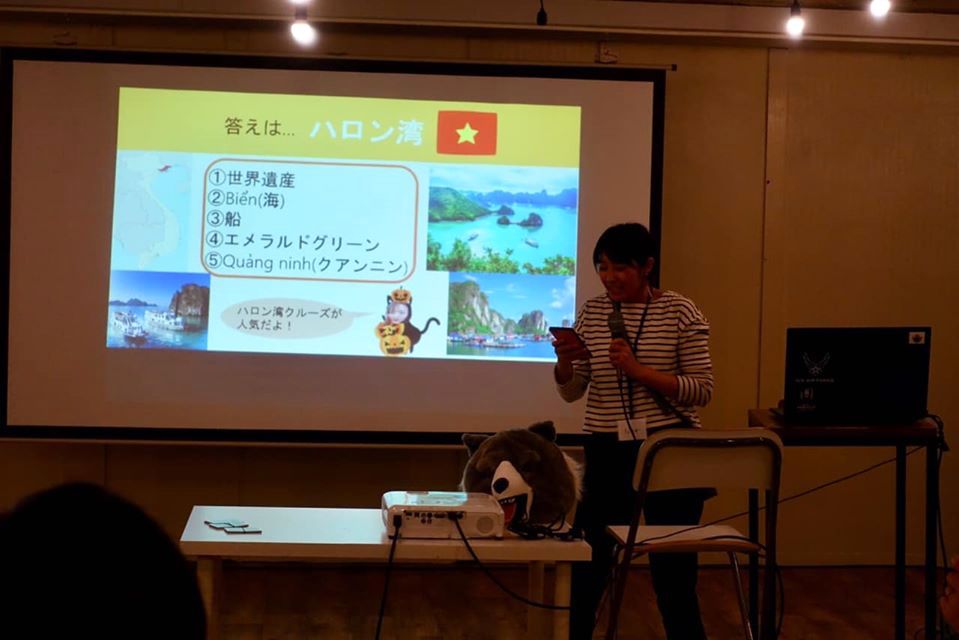 答えは... ハロン湾
①世界遺産
②Biển(海)
③船
④エメラルドグリーン
⑤Quảng ninh(クアンニン)
ハロン湾クルーズが
人気だよ！